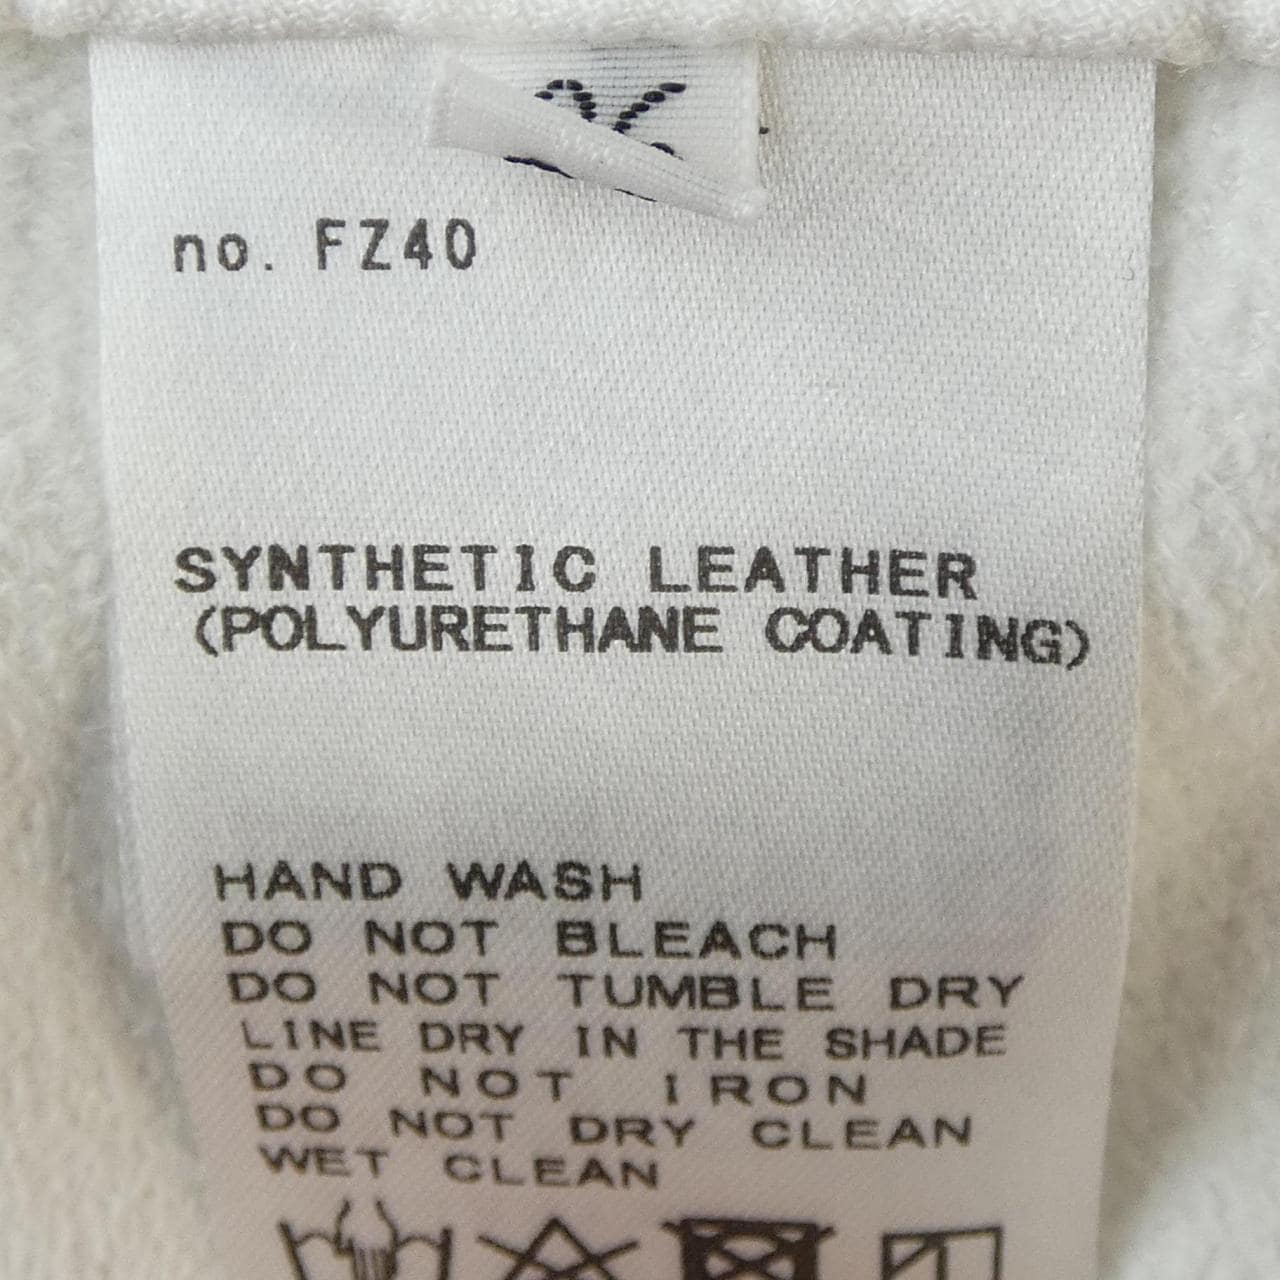 no. FZ40
SYNTHETIC LEATHER
(POLYURETHANE COATING)
HAND WASH
DO NOT BLEACH
DO NOT TUMBLE DRY
LINE DRY IN THE SHADE
DO NOT IRON
DO NOT DRY CLEAN
WET CLEAN